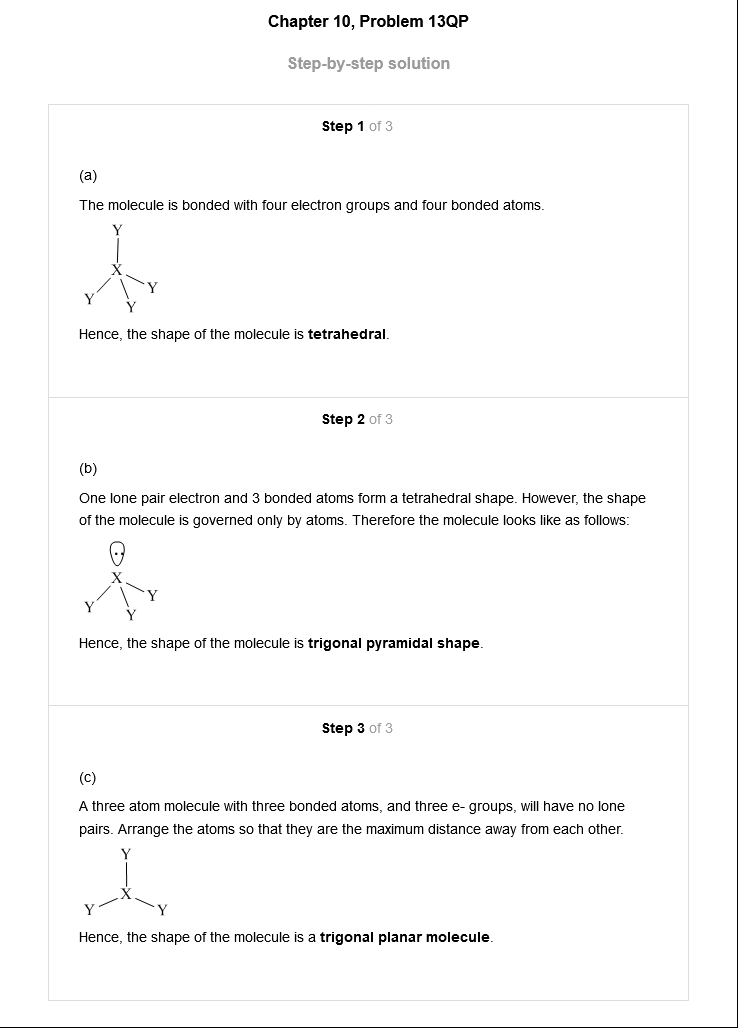 Chapter 10, Problem 13QP
Step-by-step solution
Step 1 of 3
(a)
The molecule is bonded with four electron groups and four bonded atoms.
Y
X
Y
Y
Y
Hence, the shape of the molecule is tetrahedral.
Step 2 of 3
(b)
One lone pair electron and 3 bonded atoms form a tetrahedral shape. However, the shape
of the molecule is governed only by atoms. Therefore the molecule looks like as follows:
X
Y
Y
Y
Hence, the shape of the molecule is trigonal pyramidal shape.
Step 3 of 3
(c)
A three atom molecule with three bonded atoms, and three e- groups, will have no lone
pairs. Arrange the atoms so that they are the maximum distance away from each other.
Y
X
Y Y
Hence, the shape of the molecule is a trigonal planar molecule.